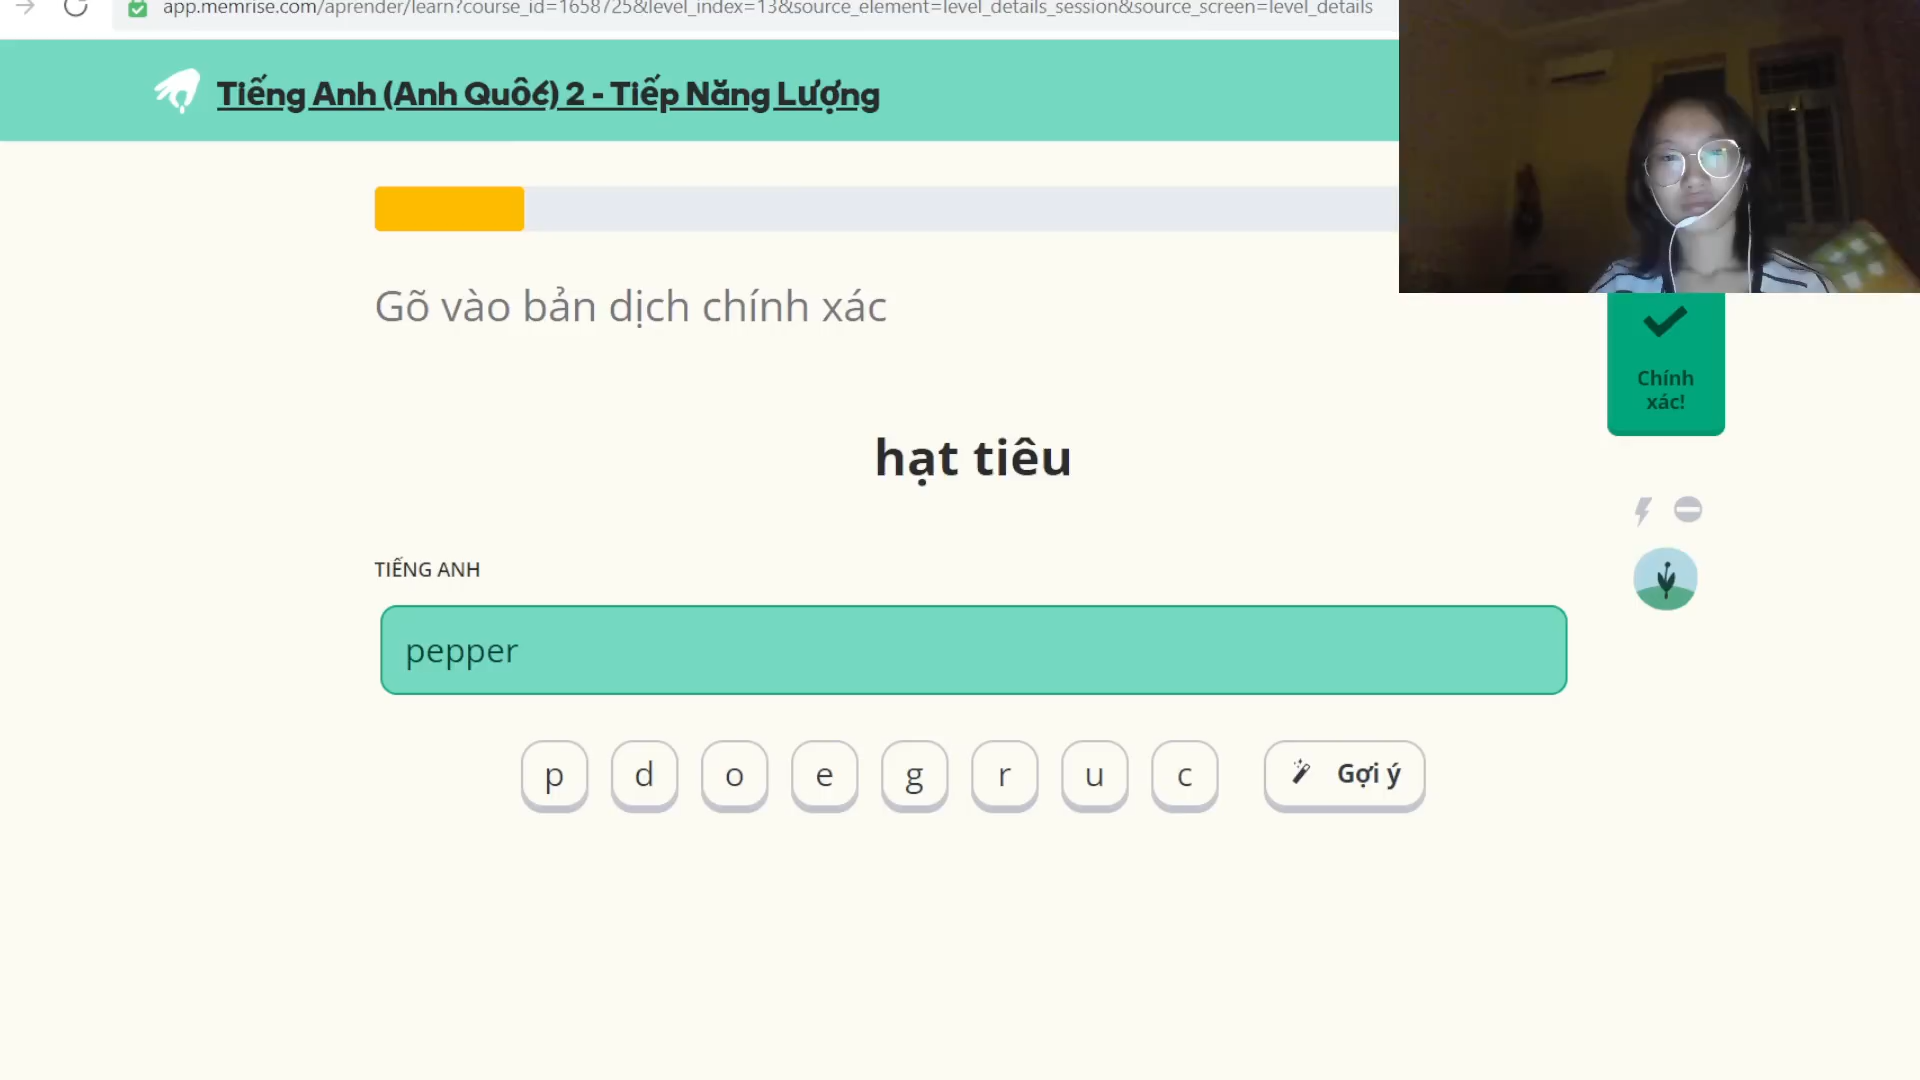 app.memrise.com/aprender/learn?course_id=1658725&level_index=13&source_element=level_details_session&source_screen=level_details
Tiếng Anh (Anh Quốc) 2 - Tiếp Năng Lượng
Gõ vào bản dịch chính xác
Chính
xác!
hạt tiêu
TIẾNG ANH
pepper
p d o e g r u c Gợi ý